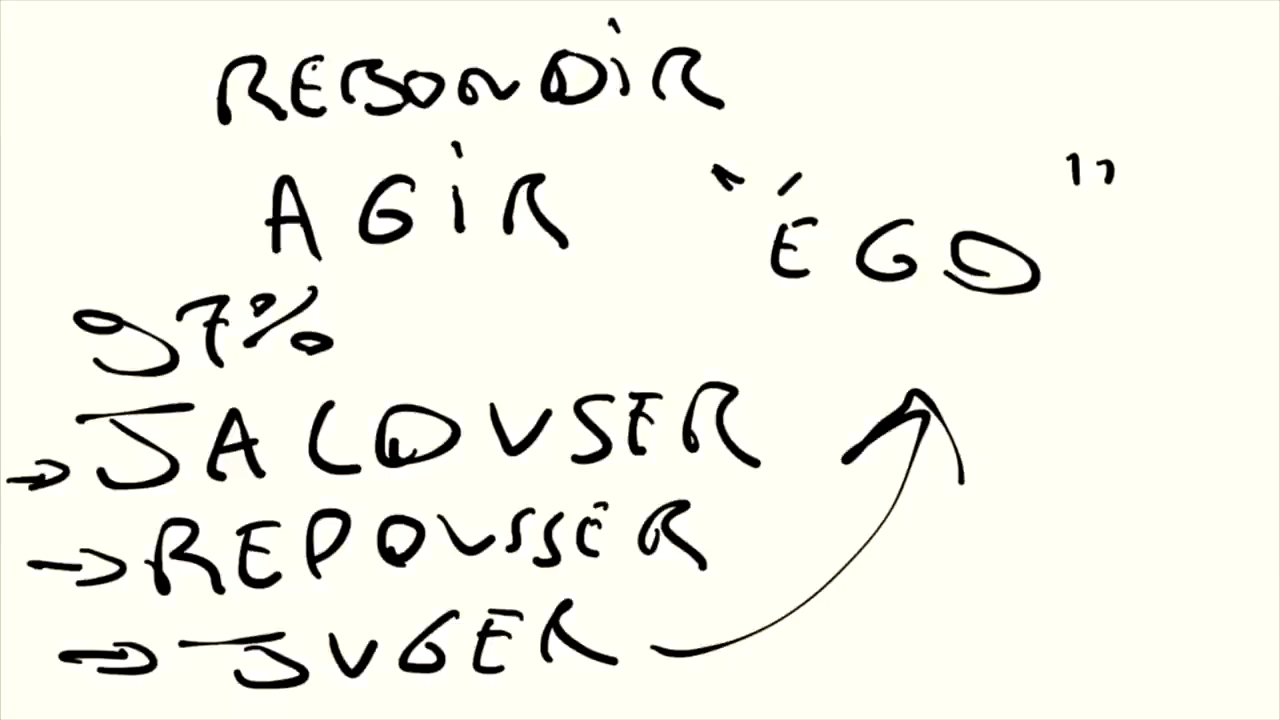 REBONDIR
AGIR
"ÉGO"
97%
→ JALOUSER
→ REPOUSSER
→ JUGER